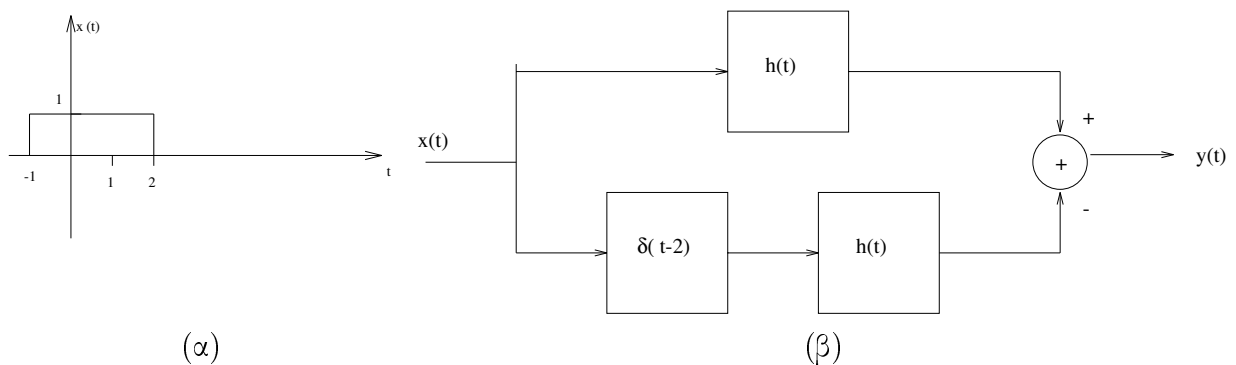 x (t)
1
-1
1
2
t
(α)
x(t)
h(t)
δ( t-2)
h(t)
+
+
-
y(t)
(β)